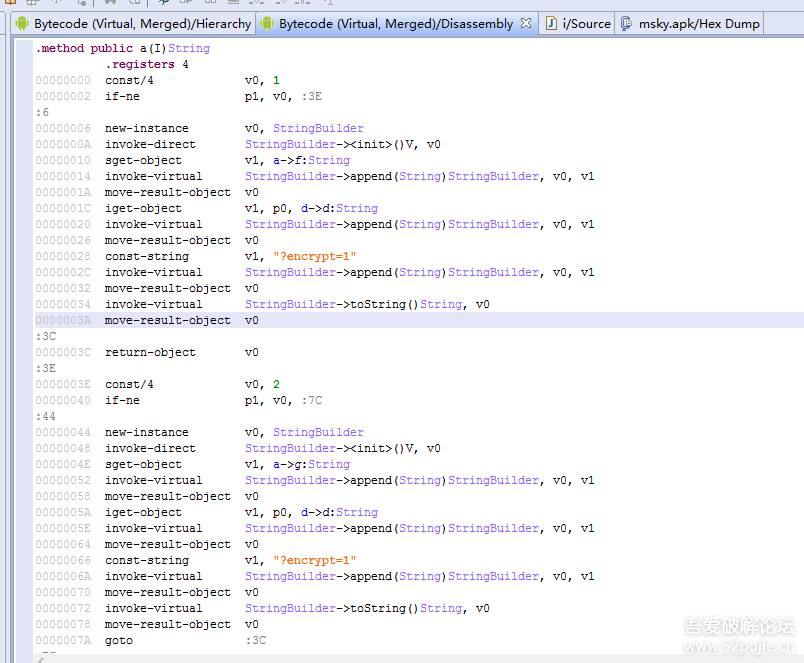 Bytecode (Virtual, Merged)/Hierarchy Bytecode (Virtual, Merged)/Disassembly i/Source msky.apk/Hex Dump
.method public a(I)String
.registers 4
00000000 const/4 v0, 1
00000002 if-ne p1, v0, :3E
:6
00000006 new-instance v0, StringBuilder
0000000A invoke-direct StringBuilder-><init>()V, v0
00000010 sget-object v1, a->f:String
00000014 invoke-virtual StringBuilder->append(String)StringBuilder, v0, v1
0000001A move-result-object v0
0000001C iget-object v1, p0, d->d:String
00000020 invoke-virtual StringBuilder->append(String)StringBuilder, v0, v1
00000026 move-result-object v0
00000028 const-string v1, "?encrypt=1"
0000002C invoke-virtual StringBuilder->append(String)StringBuilder, v0, v1
00000032 move-result-object v0
00000034 invoke-virtual StringBuilder->toString()String, v0
0000003A move-result-object v0
:3C
0000003C return-object v0
:3E
0000003E const/4 v0, 2
00000040 if-ne p1, v0, :7C
:44
00000044 new-instance v0, StringBuilder
00000048 invoke-direct StringBuilder-><init>()V, v0
0000004E sget-object v1, a->g:String
00000052 invoke-virtual StringBuilder->append(String)StringBuilder, v0, v1
00000058 move-result-object v0
0000005A iget-object v1, p0, d->d:String
0000005E invoke-virtual StringBuilder->append(String)StringBuilder, v0, v1
00000064 move-result-object v0
00000066 const-string v1, "?encrypt=1"
0000006A invoke-virtual StringBuilder->append(String)StringBuilder, v0, v1
00000070 move-result-object v0
00000072 invoke-virtual StringBuilder->toString()String, v0
00000078 move-result-object v0
0000007A goto :3C
吾爱破解论坛
www.52pojie.cn